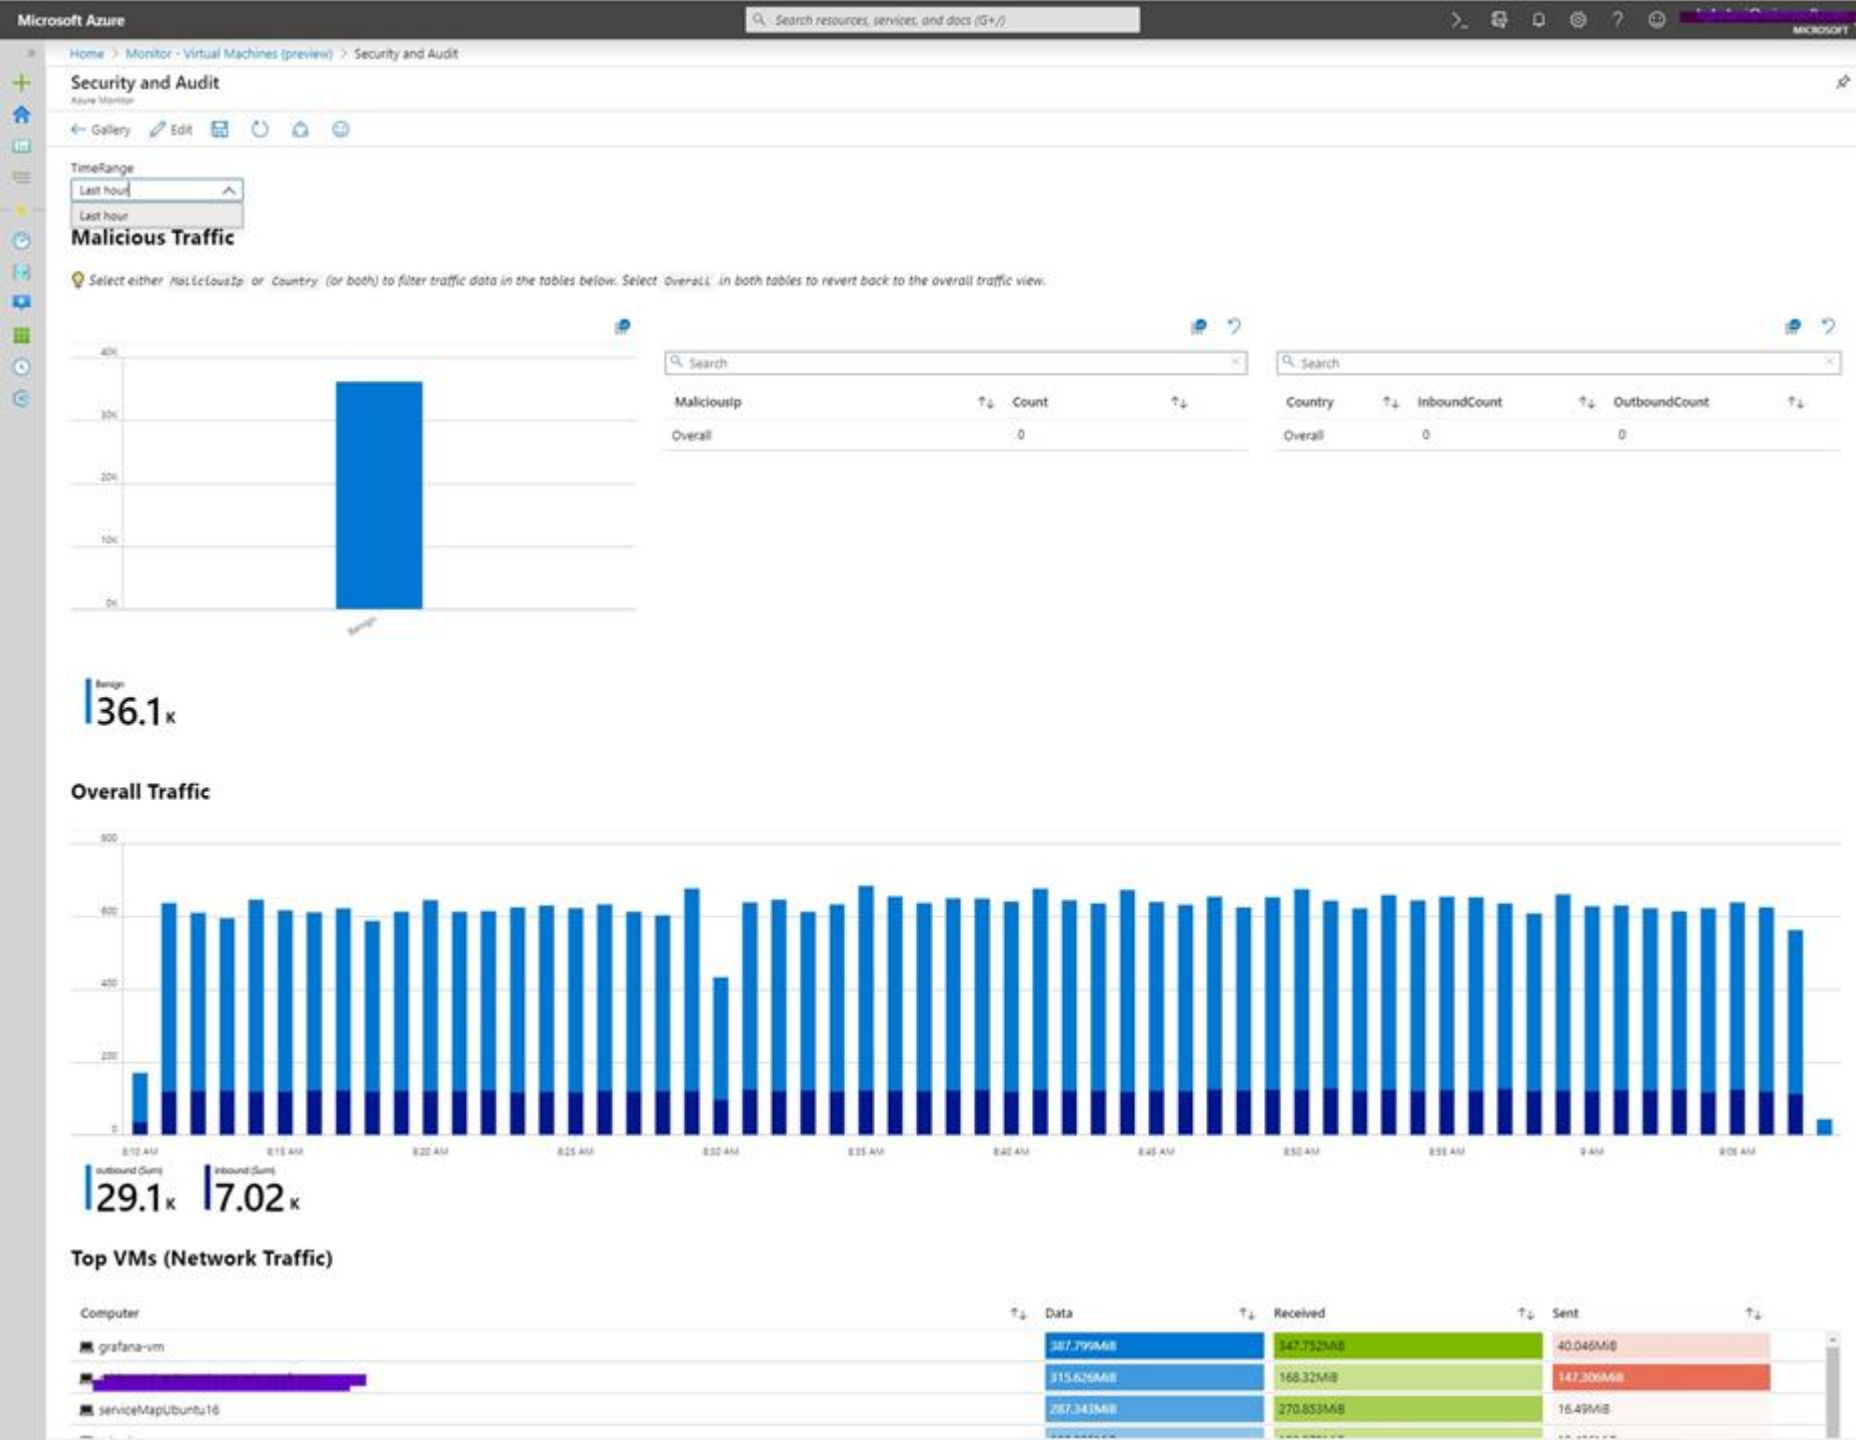 Microsoft Azure
Search resources, services, and docs (G+/)
MICROSOFT
Home > Monitor - Virtual Machines (preview) > Security and Audit
Security and Audit
Azure Monitor
Gallery Edit
TimeRange
Last hour
Last hour
Malicious Traffic
Select either MaliciousIp or Country (or both) to filter traffic data in the tables below. Select Overall in both tables to revert back to the overall traffic view.
40K
30K
20K
10K
0K
Benign
Search
MaliciousIp Count
Overall 0
Search
Country InboundCount OutboundCount
Overall 0 0
Benign
36.1 K
Overall Traffic
800
600
400
200
0
8:10 AM 8:15 AM 8:20 AM 8:25 AM 8:30 AM 8:35 AM 8:40 AM 8:45 AM 8:50 AM 8:55 AM 9 AM 9:05 AM
outbound (Sum) inbound (Sum)
29.1 K 7.02 K
Top VMs (Network Traffic)
Computer Data Received Sent
grafana-vm 387.799MiB 347.752MiB 40.046MiB
315.626MiB 168.32MiB 147.306MiB
serviceMapUbuntu16 287.343MiB 270.853MiB 16.49MiB